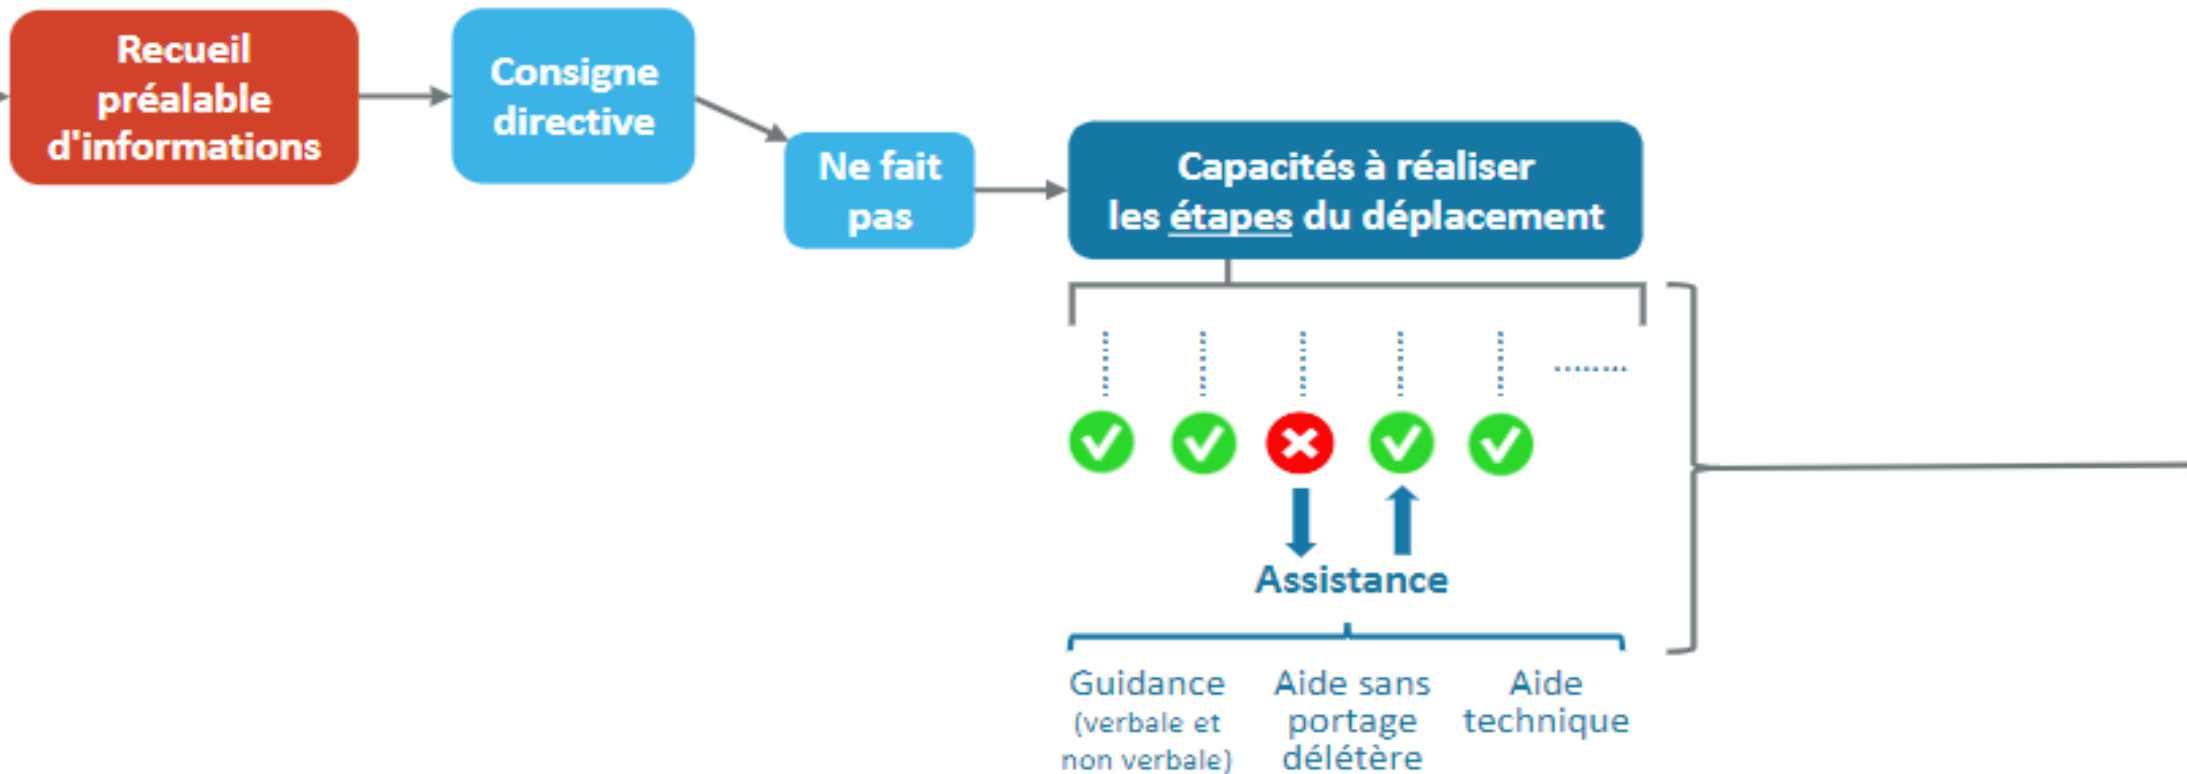 Recueil
préalable
d'informations
Consigne
directive
Ne fait
pas
Capacités à réaliser
les étapes du déplacement
........
Assistance
Guidance
(verbale et
non verbale)
Aide sans
portage
délétère
Aide
technique